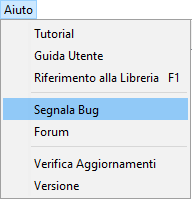 Aiuto
Tutorial
Guida Utente
Riferimento alla Libreria F1
Segnala Bug
Forum
Verifica Aggiornamenti
Versione